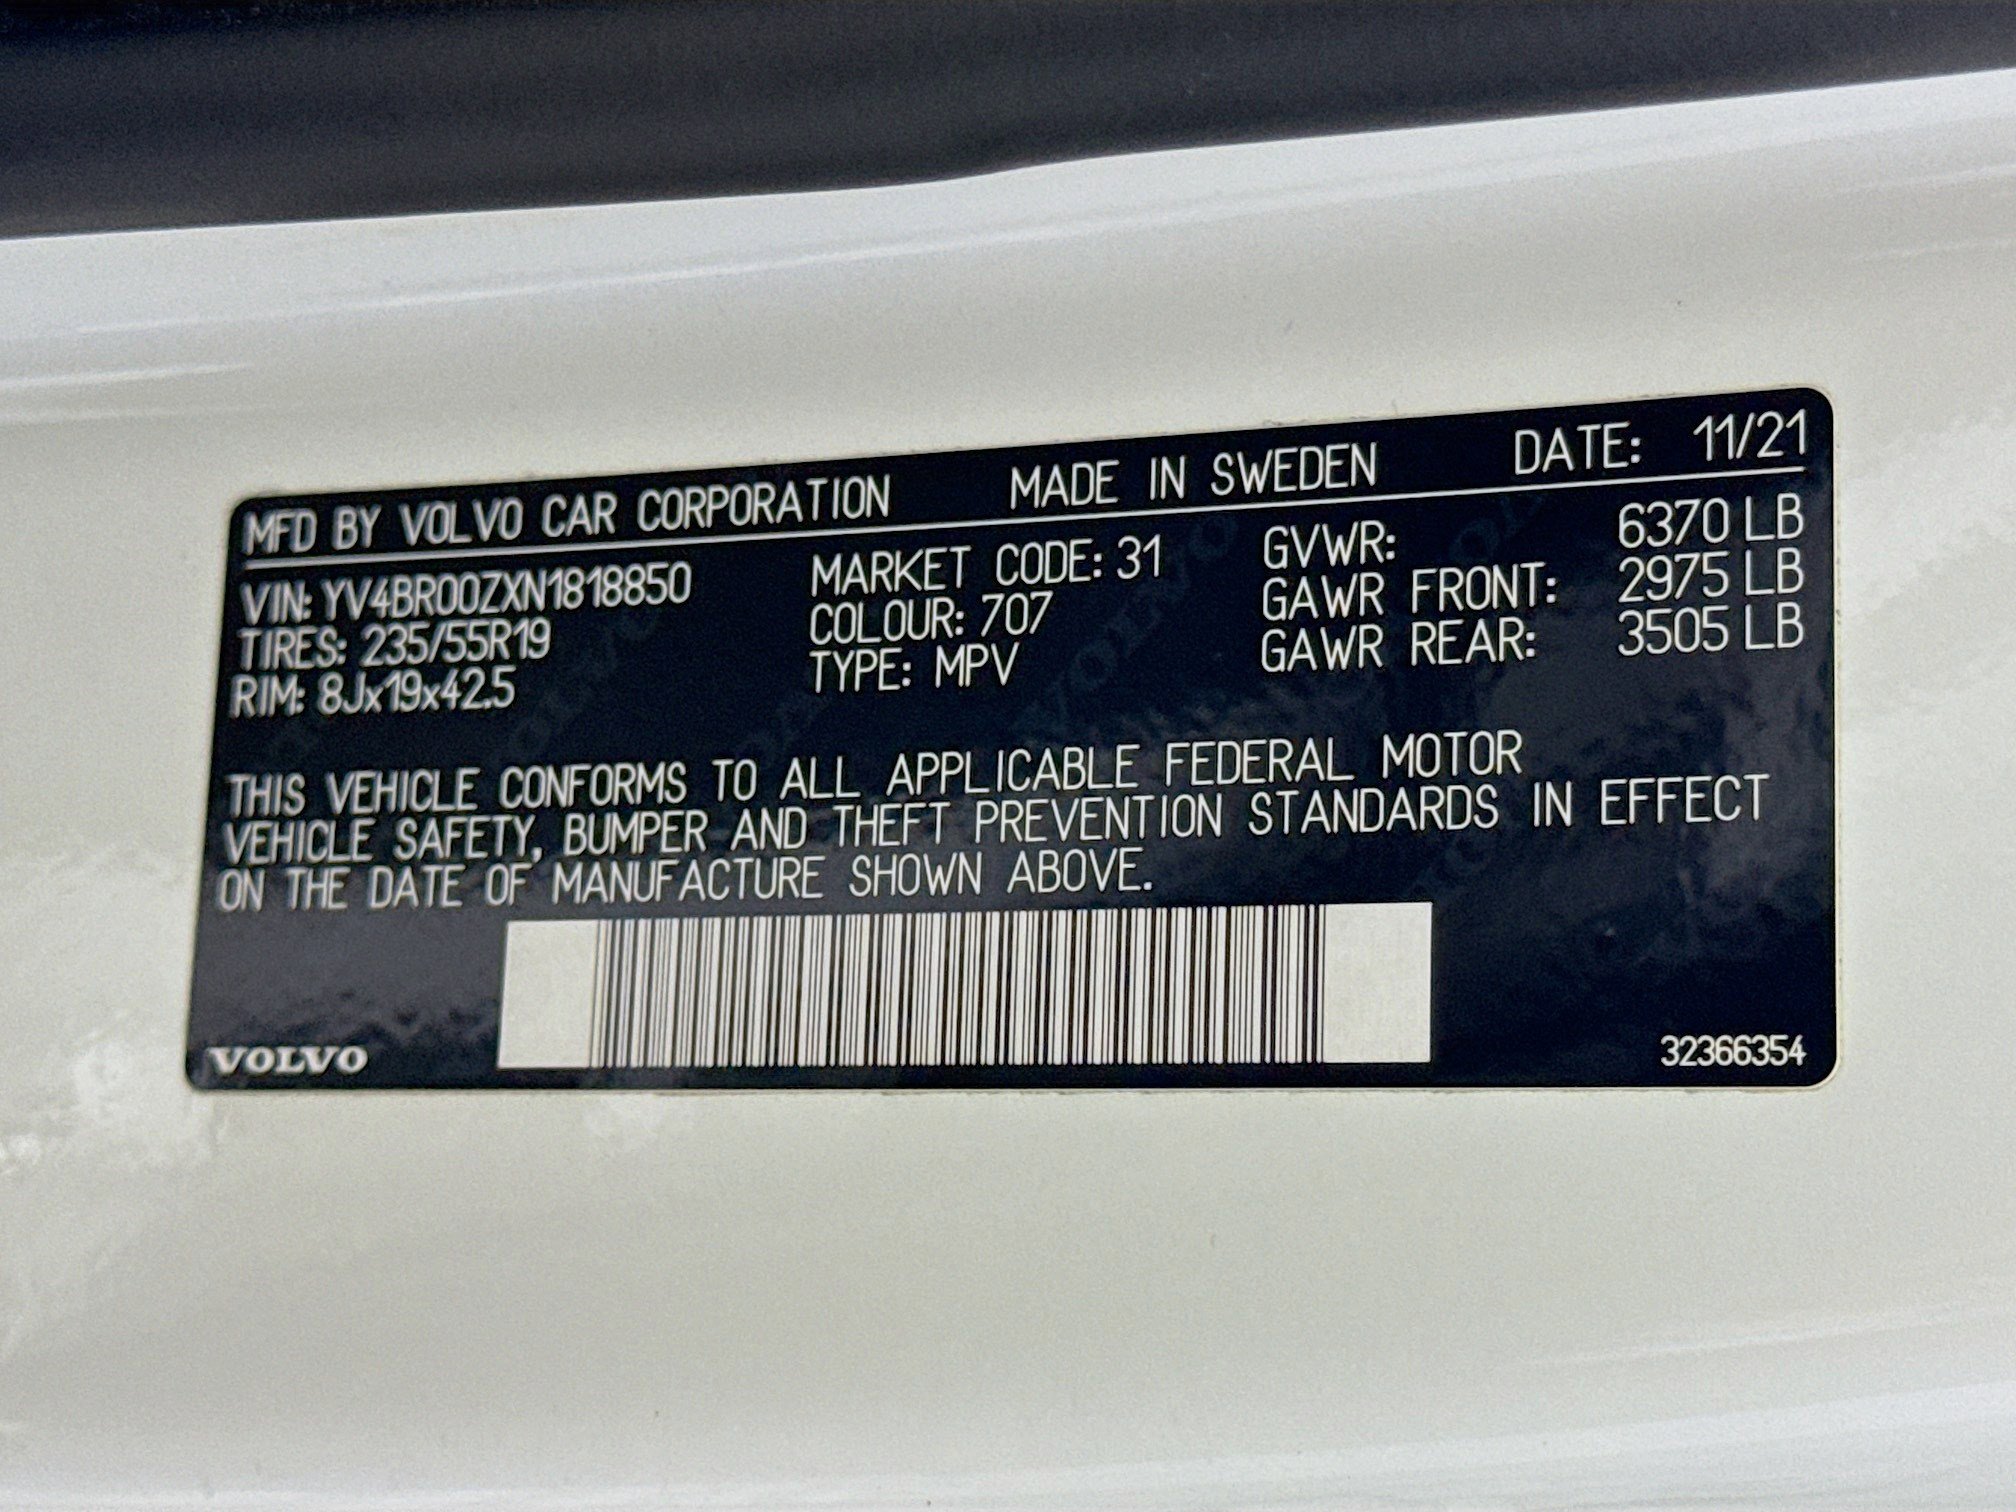 MFD BY VOLVO CAR CORPORATION MADE IN SWEDEN DATE: 11/21
VIN: YV4BR00ZXN1818850 MARKET CODE: 31 GVWR: 6370 LB
TIRES: 235/55R19 COLOUR: 707 GAWR FRONT: 2975 LB
RIM: 8Jx19x42.5 TYPE: MPV GAWR REAR: 3505 LB
THIS VEHICLE CONFORMS TO ALL APPLICABLE FEDERAL MOTOR
VEHICLE SAFETY, BUMPER AND THEFT PREVENTION STANDARDS IN EFFECT
ON THE DATE OF MANUFACTURE SHOWN ABOVE.
VOLVO 32366354